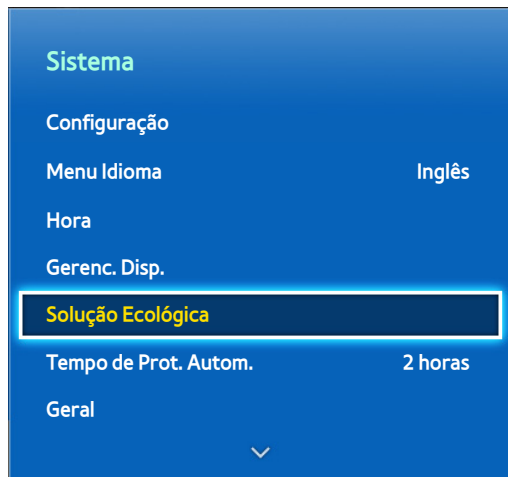 Sistema
Configuração
Menu Idioma Inglês
Hora
Gerenc. Disp.
Solução Ecológica
Tempo de Prot. Autom. 2 horas
Geral